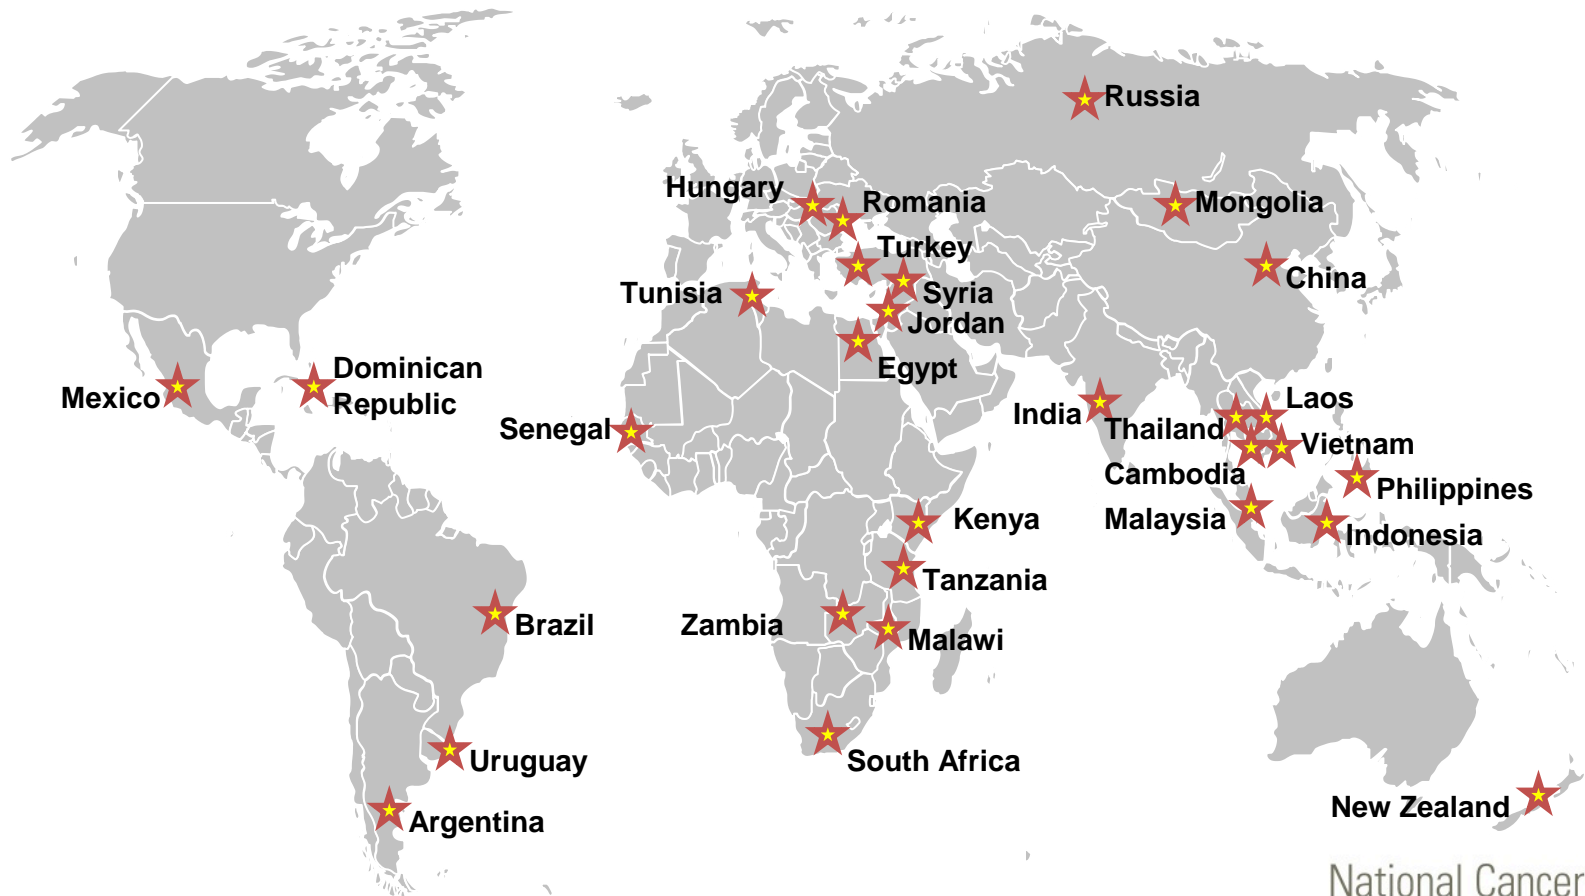 Russia
Hungary
Romania
Mongolia
Turkey
China
Tunisia
Syria
Jordan
Egypt
Dominican
Republic
Mexico
Senegal
India
Laos
Thailand
Vietnam
Cambodia
Philippines
Malaysia
Indonesia
Kenya
Tanzania
Zambia
Brazil
Malawi
Uruguay
South Africa
Argentina
New Zealand
National Cancer